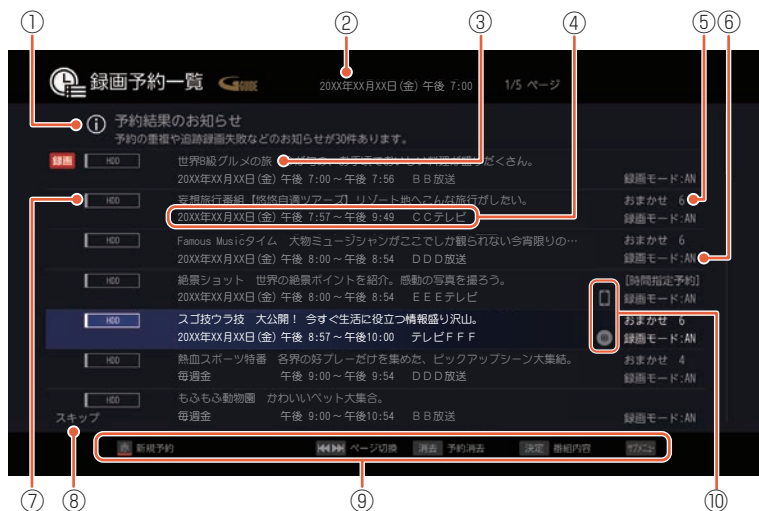 ① ② ③ ④ ⑤ ⑥
録画予約一覧 G-GUIDE 20XX年XX月XX日(金) 午後 7:00 1/5 ページ
予約結果のお知らせ
予約の重複や追跡録画失敗などのお知らせが30件あります。
録画 HDD 世界B級グルメの旅 だくさん。
20XX年XX月XX日(金) 午後 7:00～午後 7:56 BB放送 録画モード:AN
HDD 妄想旅行番組【悠悠自適ツアーズ】リゾート地へこんな旅行がしたい。 おまかせ 6
20XX年XX月XX日(金) 午後 7:57～午後 9:49 CCテレビ 録画モード:AN
HDD Famous Musicタイム 大物ミュージシャンがここでしか観られない今宵限りの… おまかせ 6
20XX年XX月XX日(金) 午後 8:00～午後 8:54 DDD放送 録画モード:AN
HDD 絶景ショット 世界の絶景ポイントを紹介。感動の写真を撮ろう。 [時間指定予約]
20XX年XX月XX日(金) 午後 8:00～午後 8:54 EEEテレビ 録画モード:AN
HDD スゴ技ウラ技 大公開！ 今すぐ生活に役立つ情報盛り沢山。 おまかせ 6
20XX年XX月XX日(金) 午後 8:57～午後10:00 テレビFFF 録画モード:AN
HDD 熱血スポーツ特番 各界の好プレーだけを集めた、ピックアップシーン大集結。 おまかせ 4
毎週金 午後 9:00～午後 9:54 DDD放送 録画モード:AN
HDD もふもふ動物園 かわいいペット大集合。
スキップ 毎週金 午後 9:00～午後10:54 BB放送 録画モード:AN
赤 新規予約 ページ切換 消去 予約消去 決定 番組内容 サブメニュー
⑦ ⑧ ⑨ ⑩